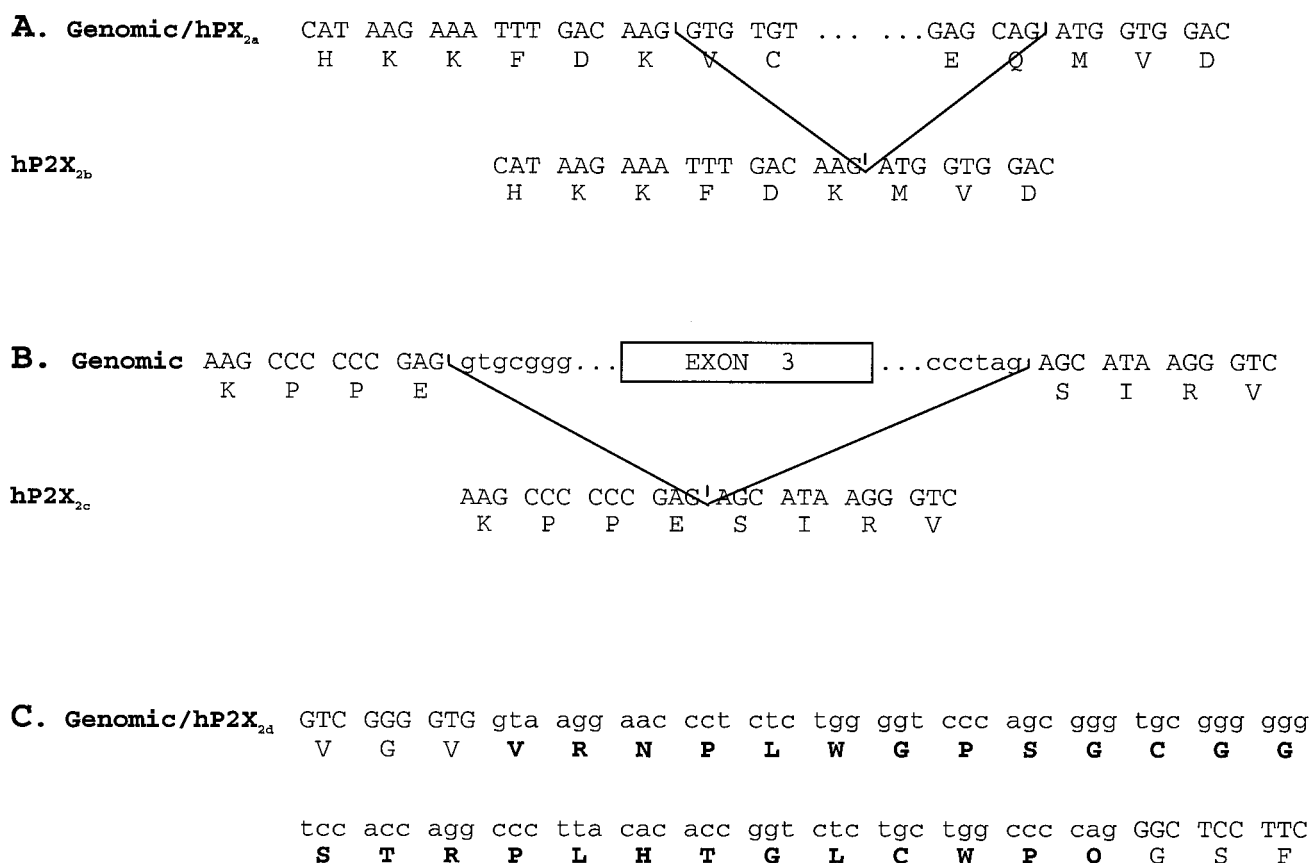 A. Genomic/hPX2a CAT AAG AAA TTT GAC AAG GTG TGT ... ...GAG CAG ATG GTG GAC
H K K F D K V C E Q M V D
hP2X2b CAT AAG AAA TTT GAC AAG ATG GTG GAC
H K K F D K M V D
B. Genomic AAG CCC CCC GAG gtgcggg... EXON 3 ...ccctag AGC ATA AGG GTC
K P P E S I R V
hP2X2c AAG CCC CCC GAG AGC ATA AGG GTC
K P P E S I R V
C. Genomic/hP2X2d GTC GGG GTG gta agg aac cct ctc tgg ggt ccc agc ggg tgc ggg ggg
V G V V R N P L W G P S G C G G
tcc acc agg ccc tta cac acc ggt ctc tgc tgg ccc cag GGC TCC TTC
S T R P L H T G L C W P Q G S F